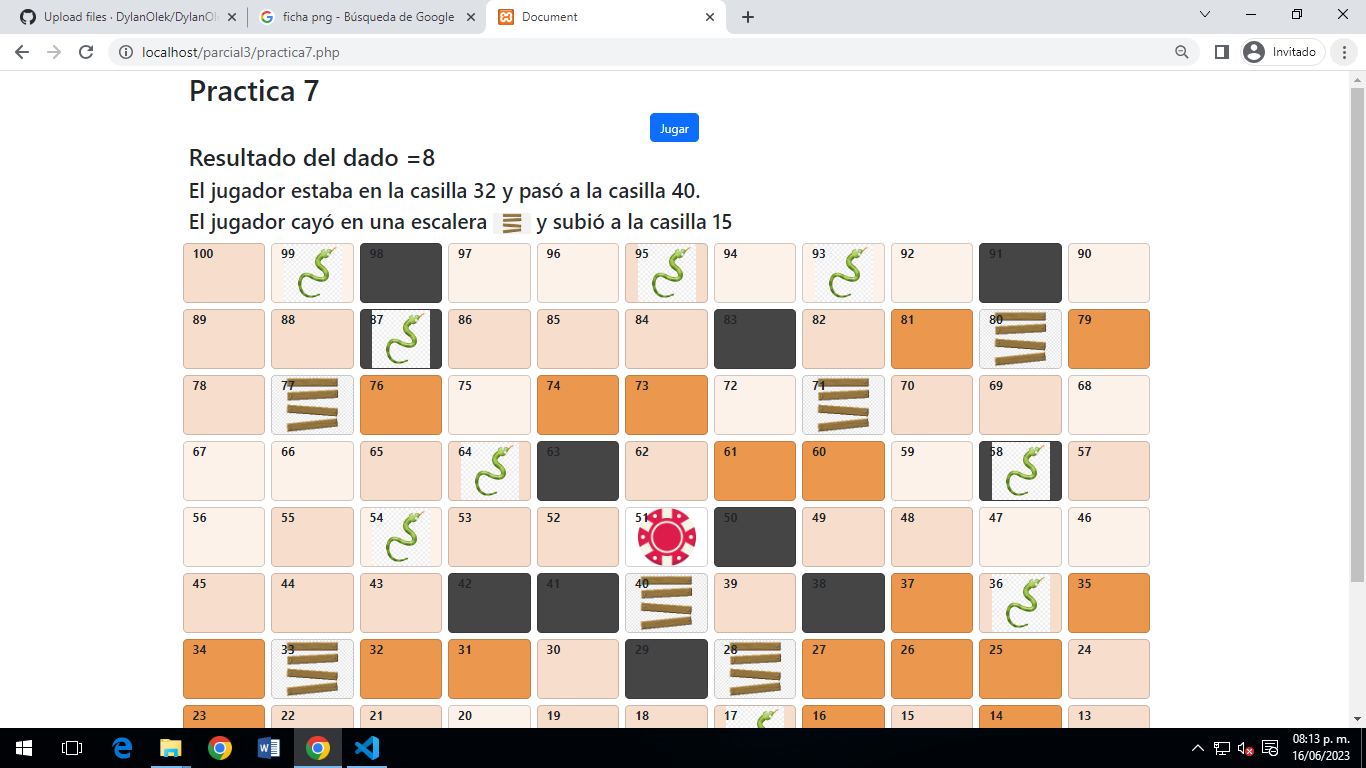 Upload files · DylanOlek/DylanOl
ficha png - Búsqueda de Google
Document
localhost/parcial3/practica7.php
Invitado
Practica 7
Jugar
Resultado del dado =8
El jugador estaba en la casilla 32 y pasó a la casilla 40.
El jugador cayó en una escalera y subió a la casilla 15
100 99 98 97 96 95 94 93 92 91 90
89 88 87 86 85 84 83 82 81 80 79
78 77 76 75 74 73 72 71 70 69 68
67 66 65 64 63 62 61 60 59 58 57
56 55 54 53 52 51 50 49 48 47 46
45 44 43 42 41 40 39 38 37 36 35
34 33 32 31 30 29 28 27 26 25 24
23 22 21 20 19 18 17 16 15 14 13
08:13 p. m.
16/06/2023